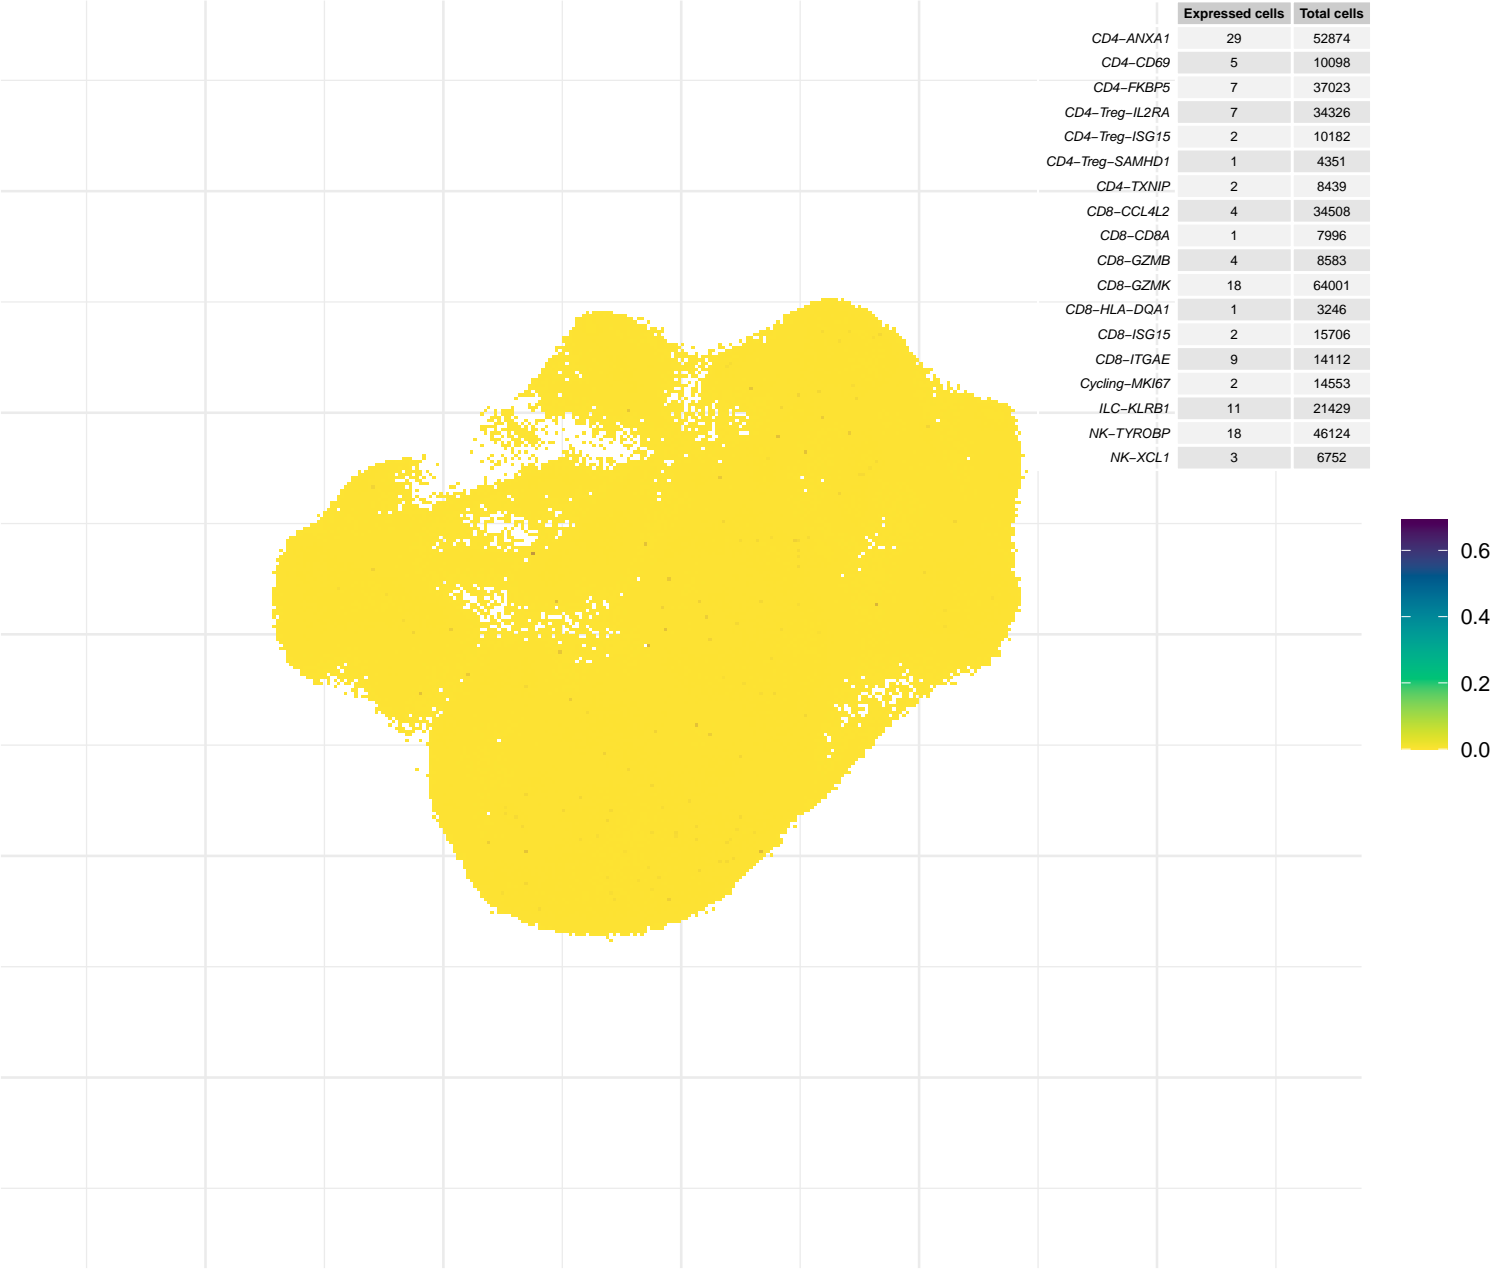 Expressed cells Total cells
CD4−ANXA1 29 52874
CD4−CD69 5 10098
CD4−FKBP5 7 37023
CD4−Treg−IL2RA 7 34326
CD4−Treg−ISG15 2 10182
CD4−Treg−SAMHD1 1 4351
CD4−TXNIP 2 8439
CD8−CCL4L2 4 34508
CD8−CD8A 1 7996
CD8−GZMB 4 8583
CD8−GZMK 18 64001
CD8−HLA−DQA1 1 3246
CD8−ISG15 2 15706
CD8−ITGAE 9 14112
Cycling−MKI67 2 14553
ILC−KLRB1 11 21429
NK−TYROBP 18 46124
NK−XCL1 3 6752
0.6
0.4
0.2
0.0